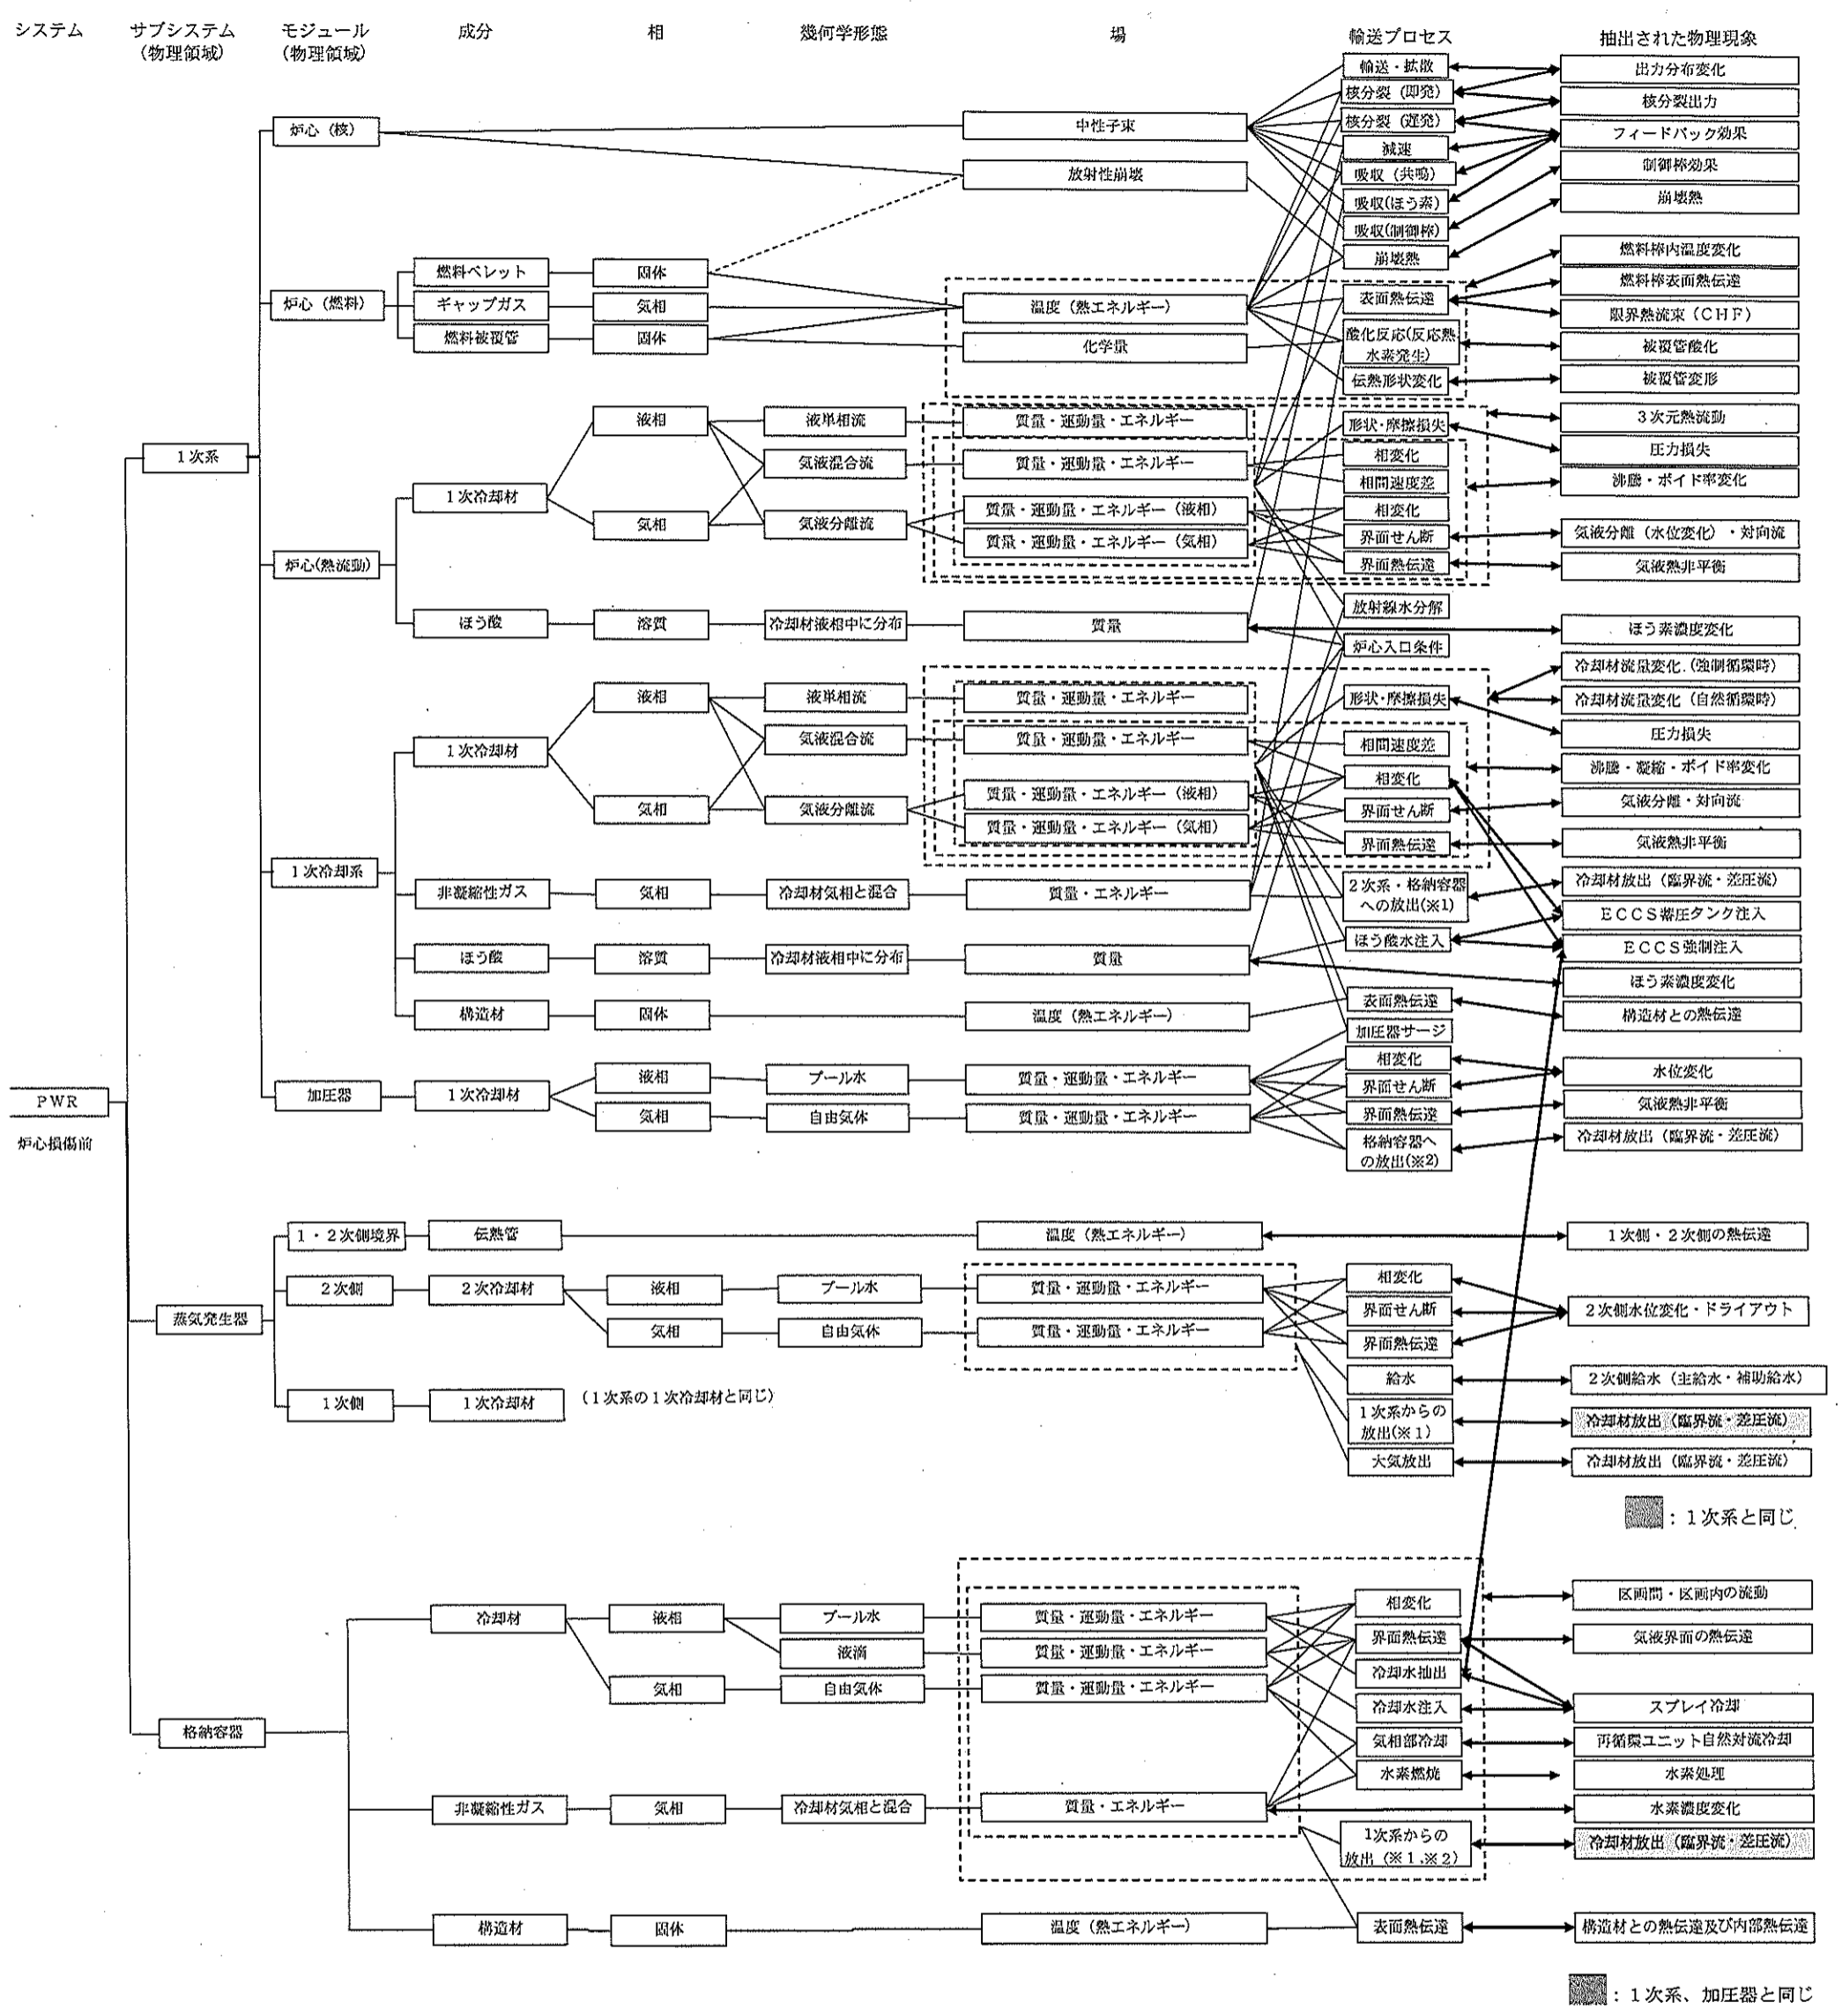 システム
サブシステム
(物理領域)
モジュール
(物理領域)
成分
相
幾何学形態
場
輸送プロセス
抽出された物理現象
PWR
炉心損傷前
1次系
炉心(核)
中性子束
放射性崩壊
輸送・拡散
核分裂(即発)
核分裂(遅発)
減速
吸収(共鳴)
吸収(ほう素)
吸収(制御棒)
崩壊熱
出力分布変化
核分裂出力
フィードバック効果
制御棒効果
崩壊熱
炉心(燃料)
燃料ペレット
固体
ギャップガス
気相
燃料被覆管
固体
温度(熱エネルギー)
化学量
表面熱伝達
酸化反応(反応熱
水素発生)
伝熱形状変化
燃料棒内温度変化
燃料棒表面熱伝達
限界熱流束(CHF)
被覆管酸化
被覆管変形
炉心(熱流動)
1次冷却材
液相
気相
液単相流
気液混合流
気液分離流
質量・運動量・エネルギー
質量・運動量・エネルギー
質量・運動量・エネルギー(液相)
質量・運動量・エネルギー(気相)
形状・摩擦損失
相変化
相間速度差
相変化
界面せん断
界面熱伝達
3次元熱流動
圧力損失
沸騰・ボイド率変化
気液分離(水位変化)・対向流
気液熱非平衡
ほう酸
溶質
冷却材液相中に分布
質量
放射線水分解
炉心入口条件
ほう素濃度変化
1次冷却系
1次冷却材
液相
気相
液単相流
気液混合流
気液分離流
質量・運動量・エネルギー
質量・運動量・エネルギー
質量・運動量・エネルギー(液相)
質量・運動量・エネルギー(気相)
形状・摩擦損失
相間速度差
相変化
界面せん断
界面熱伝達
冷却材流量変化(強制循環時)
冷却材流量変化(自然循環時)
圧力損失
沸騰・凝縮・ボイド率変化
気液分離・対向流
気液熱非平衡
非凝縮性ガス
気相
冷却材気相と混合
質量・エネルギー
2次系・格納容器
への放出(※1)
冷却材放出(臨界流・差圧流)
ECCS蓄圧タンク注入
ECCS強制注入
ほう酸
溶質
冷却材液相中に分布
質量
ほう酸水注入
ほう素濃度変化
構造材
固体
温度(熱エネルギー)
表面熱伝達
構造材との熱伝達
加圧器サージ
加圧器
1次冷却材
液相
プール水
質量・運動量・エネルギー
気相
自由気体
質量・運動量・エネルギー
相変化
界面せん断
界面熱伝達
格納容器へ
の放出(※2)
水位変化
気液熱非平衡
冷却材放出(臨界流・差圧流)
蒸気発生器
1・2次側境界
伝熱管
温度(熱エネルギー)
1次側・2次側の熱伝達
2次側
2次冷却材
液相
プール水
質量・運動量・エネルギー
気相
自由気体
質量・運動量・エネルギー
相変化
界面せん断
界面熱伝達
2次側水位変化・ドライアウト
給水
2次側給水(主給水・補助給水)
1次側
1次冷却材
(1次系の1次冷却材と同じ)
1次系からの
放出(※1)
冷却材放出(臨界流・差圧流)
大気放出
冷却材放出(臨界流・差圧流)
:1次系と同じ
格納容器
冷却材
液相
プール水
質量・運動量・エネルギー
液滴
質量・運動量・エネルギー
気相
自由気体
質量・運動量・エネルギー
相変化
界面熱伝達
冷却水抽出
冷却水注入
気相部冷却
水素燃焼
区画間・区画内の流動
気液界面の熱伝達
スプレイ冷却
再循環ユニット自然対流冷却
水素処理
非凝縮性ガス
気相
冷却材気相と混合
質量・エネルギー
水素濃度変化
1次系からの
放出(※1、※2)
冷却材放出(臨界流・差圧流)
構造材
固体
温度(熱エネルギー)
表面熱伝達
構造材との熱伝達及び内部熱伝達
:1次系、加圧器と同じ